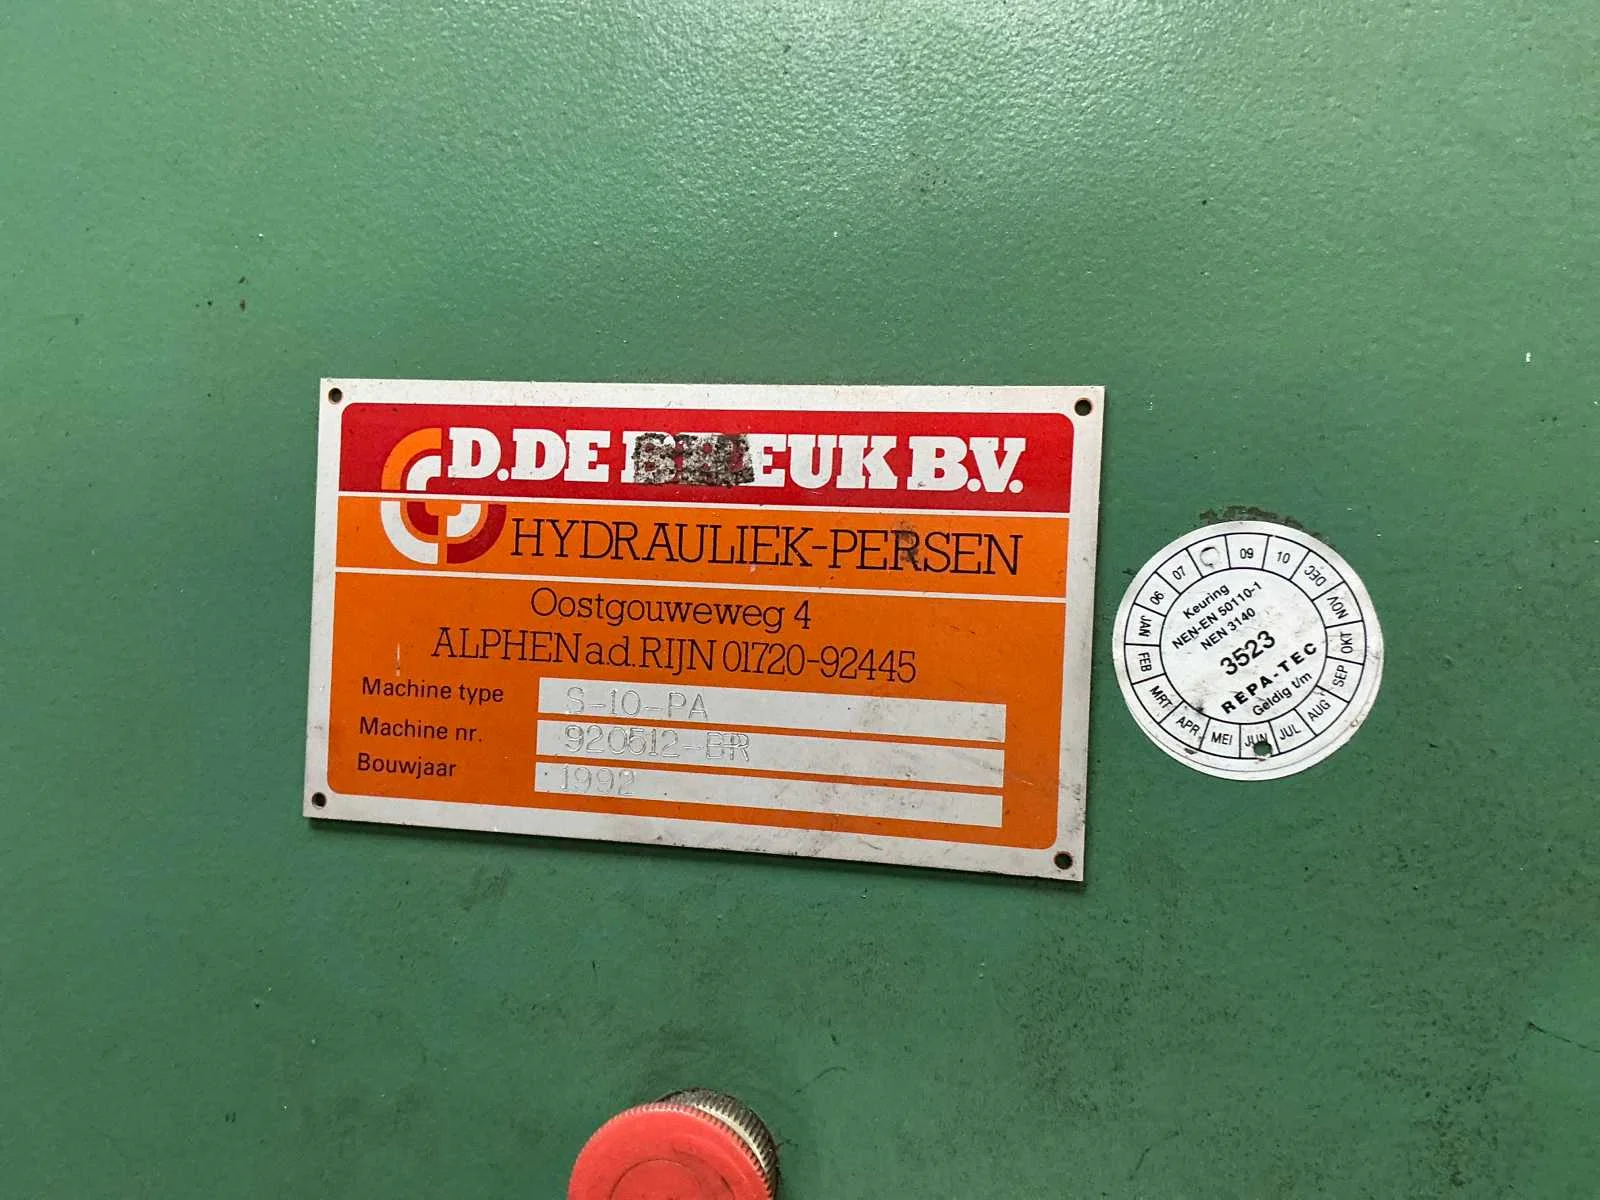 D.DE BREUK B.V.
HYDRAULIEK-PERSEN
Oostgouweweg 4
ALPHEN a.d. RIJN 01720-92445
Machine type S-10-PA
Machine nr. 920512-BR
Bouwjaar 1992
06 07 09 10 DEC NOV OKT SEP AUG JUL JUN MEI APR MRT FEB JAN
Keuring
NEN-EN 50110-1
NEN 3140
3523
REPA-TEC
Geldig t/m